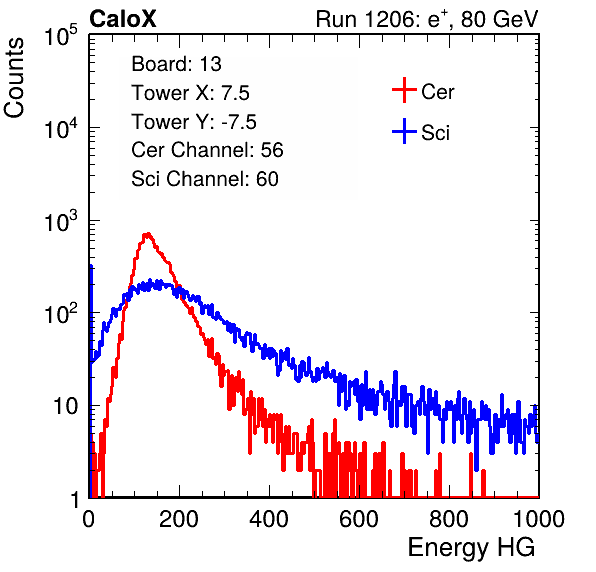 CaloX Run 1206: e⁺, 80 GeV
Counts
Board: 13
Tower X: 7.5
Tower Y: -7.5
Cer Channel: 56
Sci Channel: 60
Cer
Sci
10⁵
10⁴
10³
10²
10
1
0 200 400 600 800 1000
Energy HG